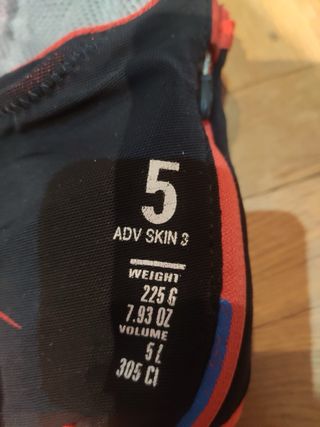 5
ADV SKIN 3
WEIGHT
225 G
7.93 OZ
VOLUME
5 L
305 CI